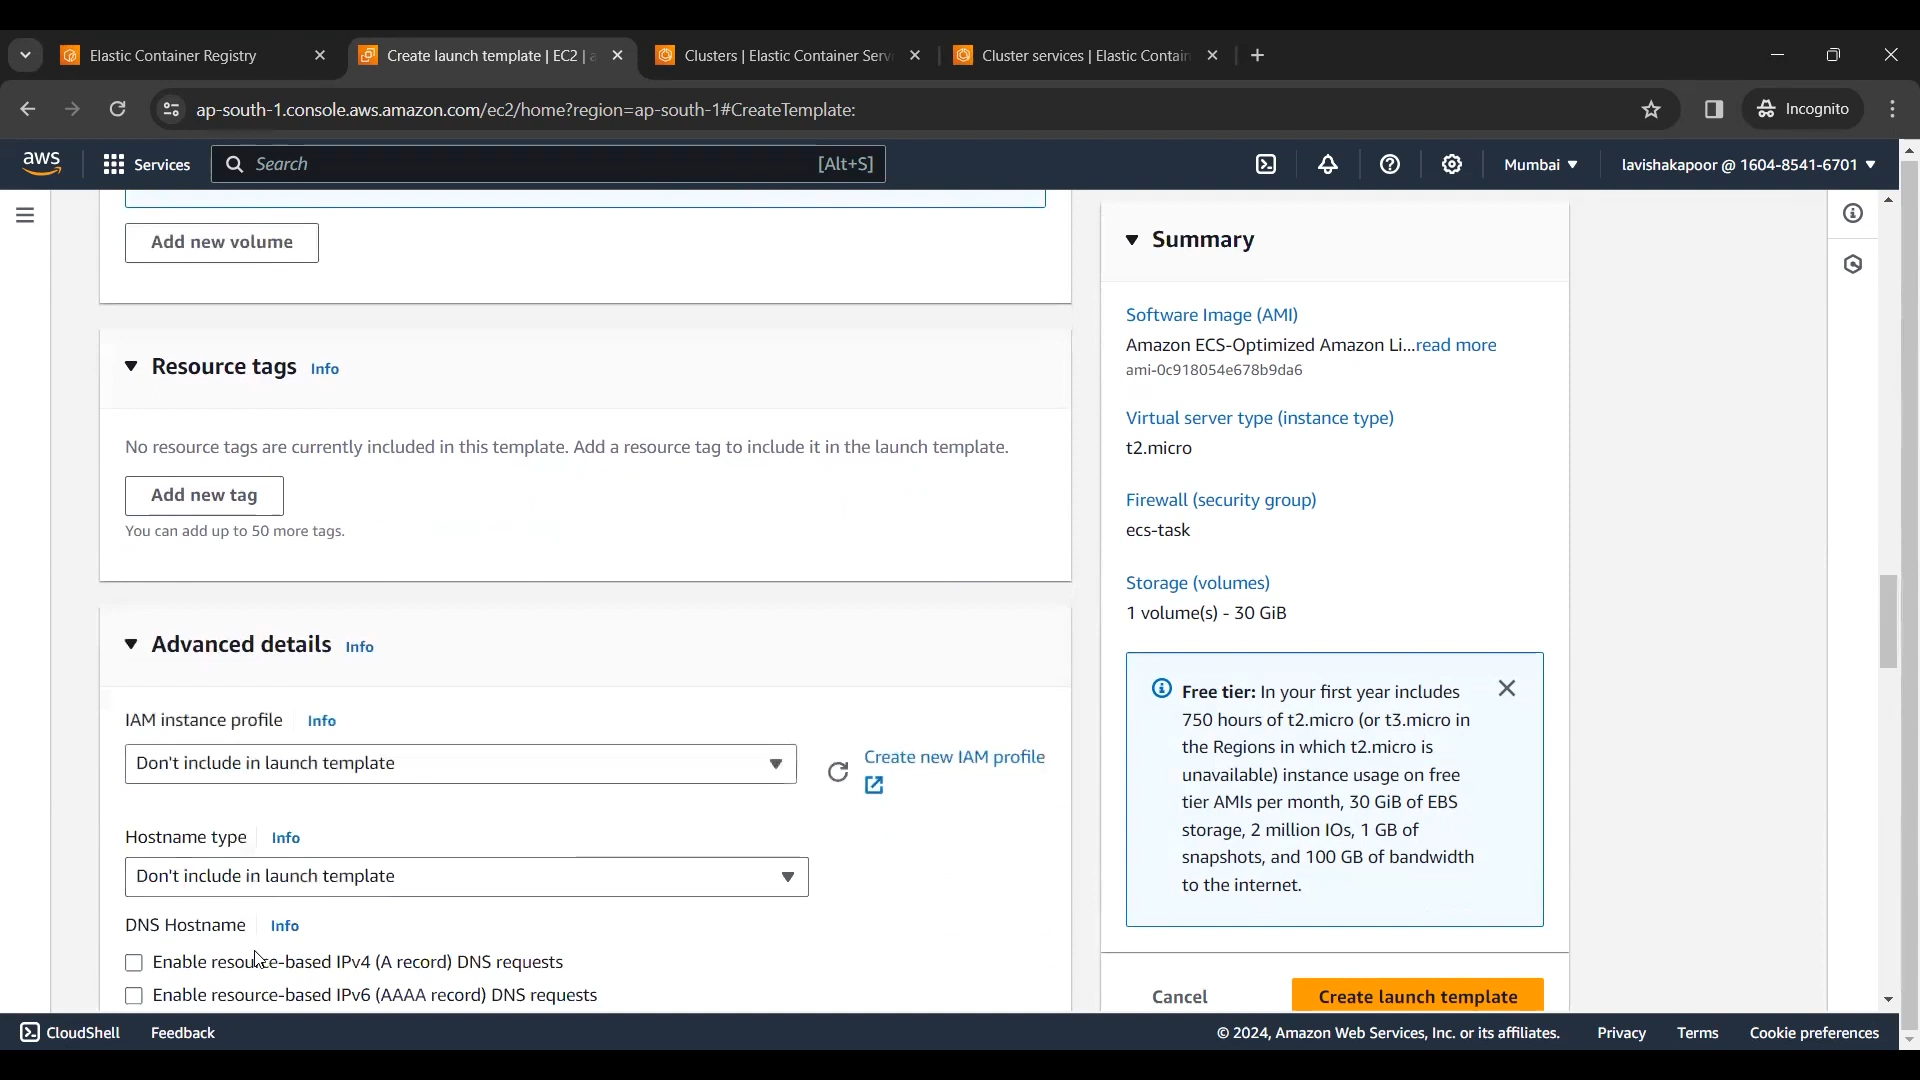 Elastic Container Registry
Create launch template | EC2 | a
Clusters | Elastic Container Serv
Cluster services | Elastic Contain
ap-south-1.console.aws.amazon.com/ec2/home?region=ap-south-1#CreateTemplate:
Incognito
aws
Services
Search
[Alt+S]
Mumbai
lavishakapoor @ 1604-8541-6701
Add new volume
Resource tags Info
No resource tags are currently included in this template. Add a resource tag to include it in the launch template.
Add new tag
You can add up to 50 more tags.
Advanced details Info
IAM instance profile Info
Don't include in launch template
Create new IAM profile
Hostname type Info
Don't include in launch template
DNS Hostname Info
Enable resource-based IPv4 (A record) DNS requests
Enable resource-based IPv6 (AAAA record) DNS requests
Summary
Software Image (AMI)
Amazon ECS-Optimized Amazon Li...read more
ami-0c918054e678b9da6
Virtual server type (instance type)
t2.micro
Firewall (security group)
ecs-task
Storage (volumes)
1 volume(s) - 30 GiB
Free tier: In your first year includes
750 hours of t2.micro (or t3.micro in
the Regions in which t2.micro is
unavailable) instance usage on free
tier AMIs per month, 30 GiB of EBS
storage, 2 million IOs, 1 GB of
snapshots, and 100 GB of bandwidth
to the internet.
Cancel
Create launch template
CloudShell
Feedback
© 2024, Amazon Web Services, Inc. or its affiliates.
Privacy
Terms
Cookie preferences